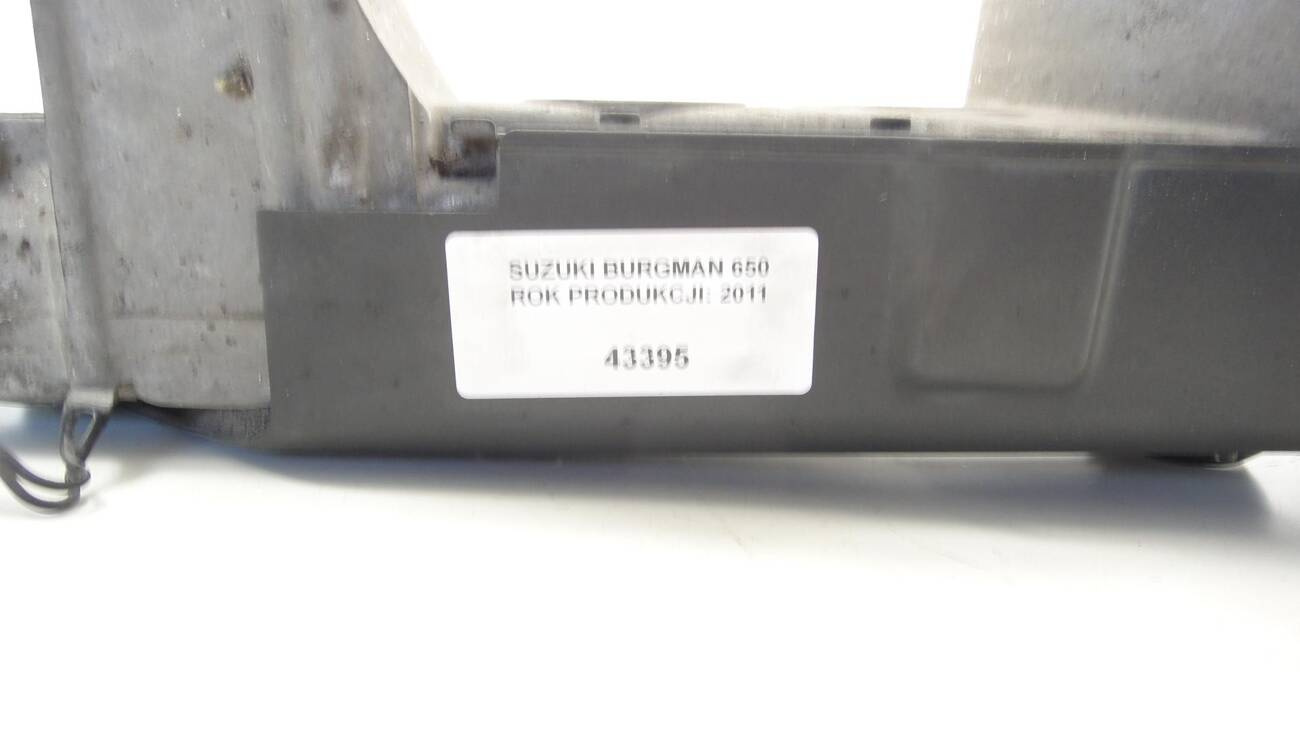 SUZUKI BURGMAN 650
ROK PRODUKCJI: 2011
43395